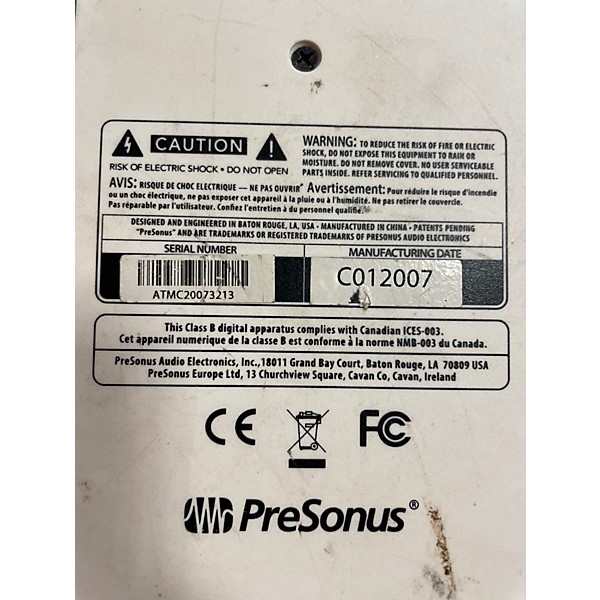 CAUTION
RISK OF ELECTRIC SHOCK • DO NOT OPEN
WARNING: TO REDUCE THE RISK OF FIRE OR ELECTRIC
SHOCK, DO NOT EXPOSE THIS EQUIPMENT TO RAIN OR
MOISTURE. DO NOT REMOVE COVER. NO USER SERVICEABLE
PARTS INSIDE. REFER SERVICING TO QUALIFIED PERSONNEL.
AVIS: RISQUE DE CHOC ELECTRIQUE — NE PAS OUVRIR Avertissement: Pour réduire le risque d'incendie
ou un choc électrique, ne pas exposer cet appareil à la pluie ou à l'humidité. Ne pas retirer le couvercle.
Pas réparable par l'utilisateur. Confiez l'entretien à du personnel qualifié.
DESIGNED AND ENGINEERED IN BATON ROUGE, LA, USA • MANUFACTURED IN CHINA • PATENTS PENDING
"PreSonus" AND ARE TRADEMARKS OR REGISTERED TRADEMARKS OF PRESONUS AUDIO ELECTRONICS
SERIAL NUMBER
MANUFACTURING DATE
ATMC20073213
C012007
This Class B digital apparatus complies with Canadian ICES-003.
Cet appareil numerique de la classe B est conforme à la norme NMB-003 du Canada.
PreSonus Audio Electronics, Inc.,18011 Grand Bay Court, Baton Rouge, LA 70809 USA
PreSonus Europe Ltd, 13 Churchview Square, Cavan Co, Cavan, Ireland
CE FC
PreSonus®